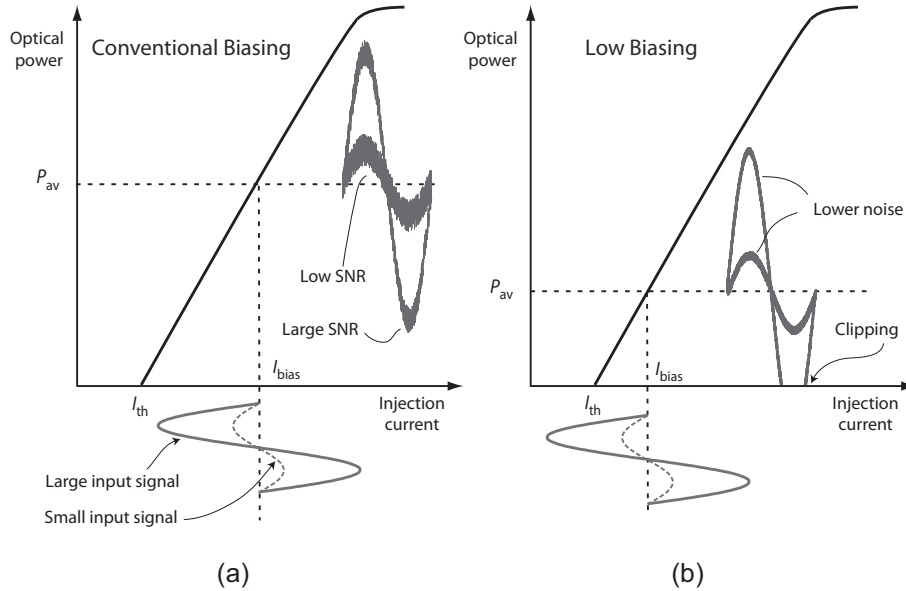 Optical
power
Conventional Biasing
P_av
Low SNR
Large SNR
I_bias
I_th
Injection
current
Large input signal
Small input signal
(a)
Optical
power
Low Biasing
Lower noise
P_av
Clipping
I_bias
I_th
Injection
current
(b)